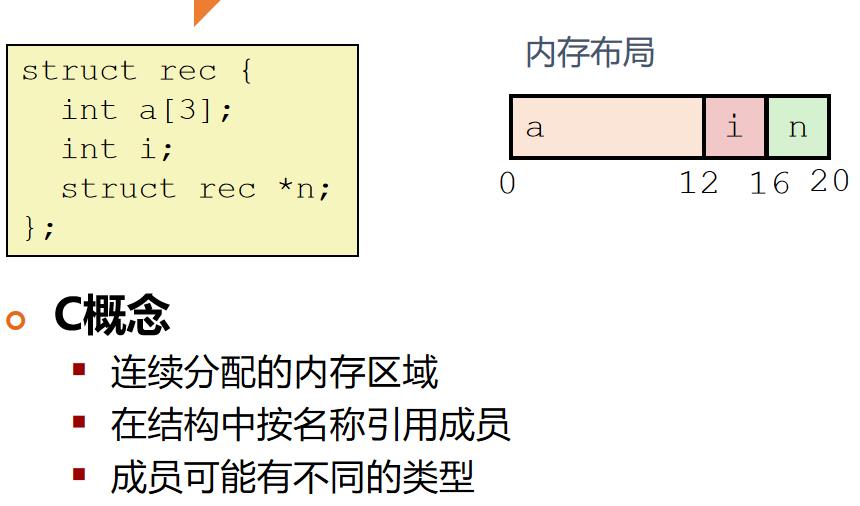 struct rec {
  int a[3];
  int i;
  struct rec *n;
};
内存布局
a i n
0 12 16 20
C概念
连续分配的内存区域
在结构中按名称引用成员
成员可能有不同的类型